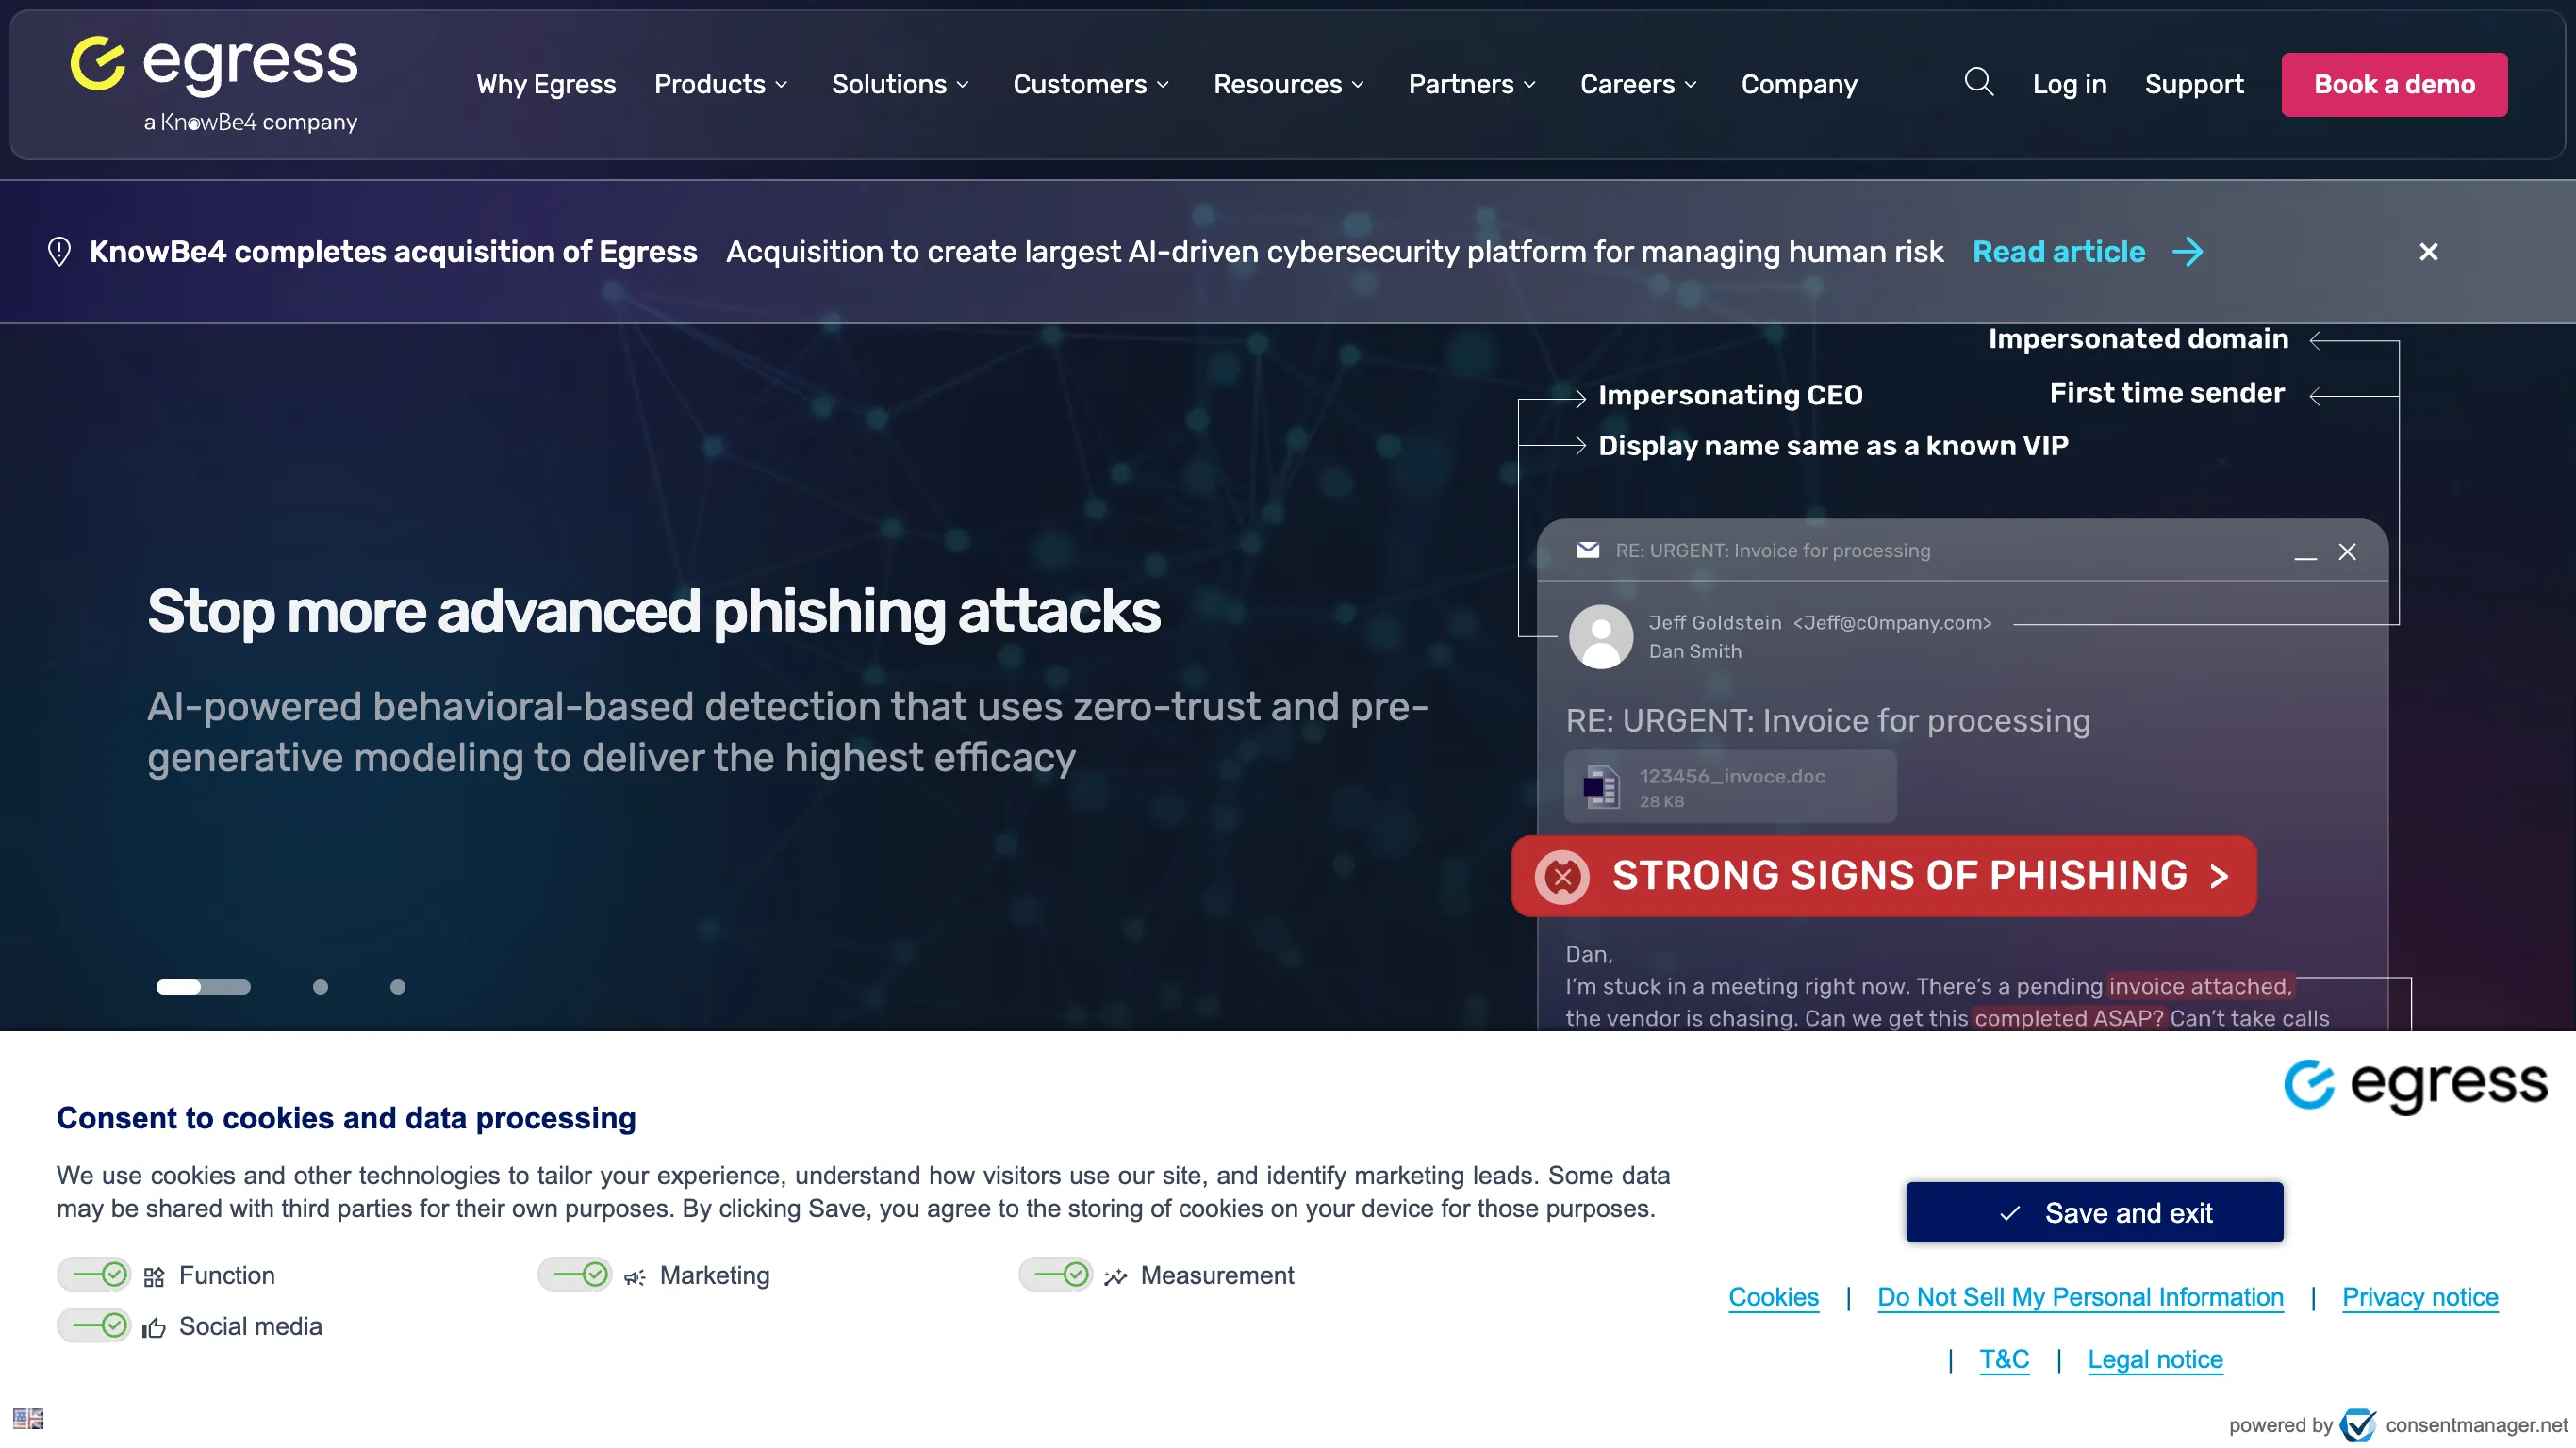 egress
a KnowBe4 company
Why Egress Products Solutions Customers Resources Partners Careers Company Log in Support Book a demo
KnowBe4 completes acquisition of Egress Acquisition to create largest AI-driven cybersecurity platform for managing human risk Read article
Impersonated domain
Impersonating CEO
First time sender
Display name same as a known VIP
Stop more advanced phishing attacks
AI-powered behavioral-based detection that uses zero-trust and pre-
generative modeling to deliver the highest efficacy
RE: URGENT: Invoice for processing
Jeff Goldstein <Jeff@c0mpany.com>
Dan Smith
RE: URGENT: Invoice for processing
123456_invoce.doc
28 KB
STRONG SIGNS OF PHISHING >
Dan,
I'm stuck in a meeting right now. There's a pending invoice attached,
the vendor is chasing. Can we get this completed ASAP? Can't take calls
egress
Consent to cookies and data processing
We use cookies and other technologies to tailor your experience, understand how visitors use our site, and identify marketing leads. Some data
may be shared with third parties for their own purposes. By clicking Save, you agree to the storing of cookies on your device for those purposes.
Function Marketing Measurement
Social media
Save and exit
Cookies | Do Not Sell My Personal Information | Privacy notice
| T&C | Legal notice
powered by consentmanager.net